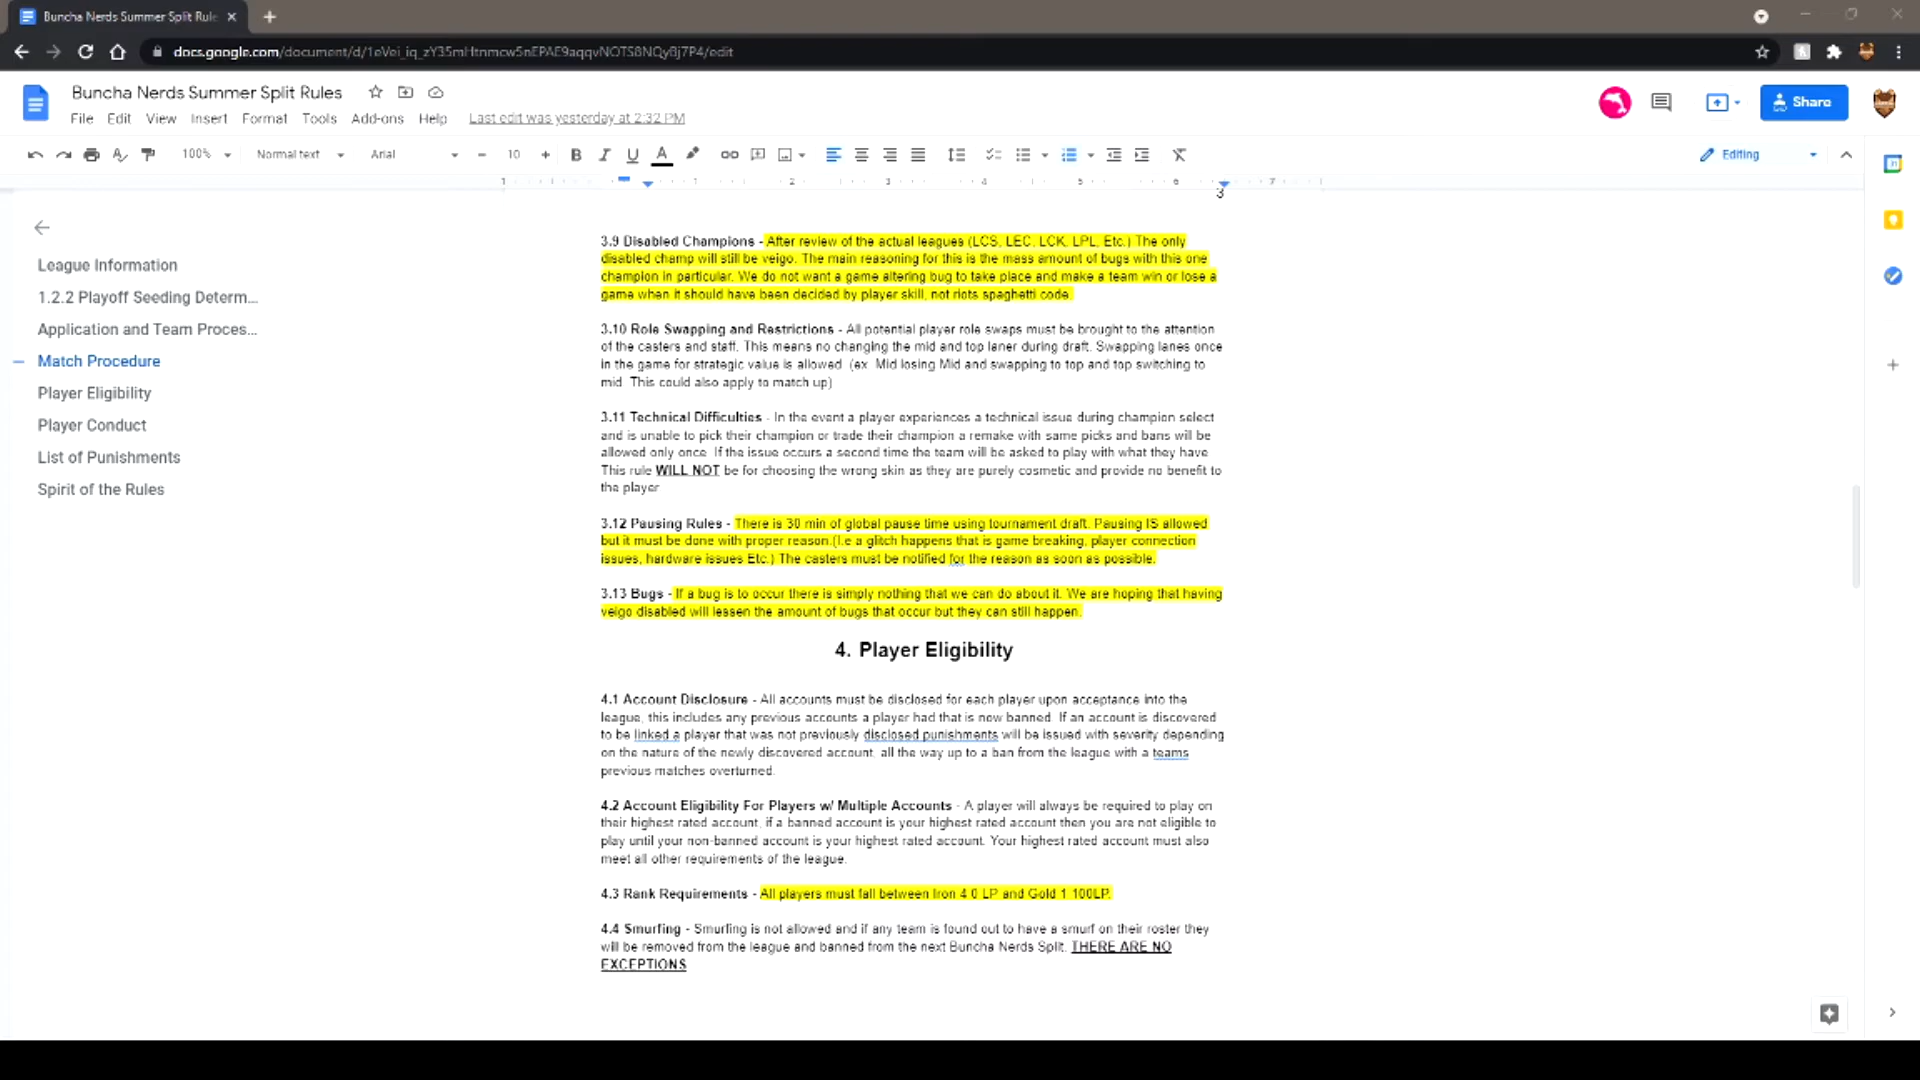 Buncha Nerds Summer Split Rule
docs.google.com/document/d/1eVei_iq_zY35mHtnmcw5nEPAE9aqqvNOTS8NQyBj7P4/edit
Buncha Nerds Summer Split Rules
File Edit View Insert Format Tools Add-ons Help Last edit was yesterday at 2:32 PM
Share
100% Normal text Arial 10 Editing
1 1 2 3 4 5 6 7
3
League Information
1.2.2 Playoff Seeding Determ...
Application and Team Proces...
Match Procedure
Player Eligibility
Player Conduct
List of Punishments
Spirit of the Rules
3.9 Disabled Champions - After review of the actual leagues (LCS, LEC, LCK, LPL, Etc.) The only
disabled champ will still be veigo. The main reasoning for this is the mass amount of bugs with this one
champion in particular. We do not want a game altering bug to take place and make a team win or lose a
game when it should have been decided by player skill, not riots spaghetti code.
3.10 Role Swapping and Restrictions - All potential player role swaps must be brought to the attention
of the casters and staff. This means no changing the mid and top laner during draft. Swapping lanes once
in the game for strategic value is allowed (ex. Mid losing Mid and swapping to top and top switching to
mid. This could also apply to match up)
3.11 Technical Difficulties - In the event a player experiences a technical issue during champion select
and is unable to pick their champion or trade their champion a remake with same picks and bans will be
allowed only once. If the issue occurs a second time the team will be asked to play with what they have.
This rule WILL NOT be for choosing the wrong skin as they are purely cosmetic and provide no benefit to
the player
3.12 Pausing Rules - There is 30 min of global pause time using tournament draft. Pausing IS allowed
but it must be done with proper reason.(I.e a glitch happens that is game breaking, player connection
issues, hardware issues Etc.) The casters must be notified for the reason as soon as possible.
3.13 Bugs - If a bug is to occur there is simply nothing that we can do about it. We are hoping that having
veigo disabled will lessen the amount of bugs that occur but they can still happen.
4. Player Eligibility
4.1 Account Disclosure - All accounts must be disclosed for each player upon acceptance into the
league, this includes any previous accounts a player had that is now banned. If an account is discovered
to be linked a player that was not previously disclosed punishments will be issued with severity depending
on the nature of the newly discovered account, all the way up to a ban from the league with a teams
previous matches overturned.
4.2 Account Eligibility For Players w/ Multiple Accounts - A player will always be required to play on
their highest rated account, if a banned account is your highest rated account then you are not eligible to
play until your non-banned account is your highest rated account. Your highest rated account must also
meet all other requirements of the league.
4.3 Rank Requirements - All players must fall between Iron 4 0 LP and Gold 1 100LP.
4.4 Smurfing - Smurfing is not allowed and if any team is found out to have a smurf on their roster they
will be removed from the league and banned from the next Buncha Nerds Split. THERE ARE NO
EXCEPTIONS